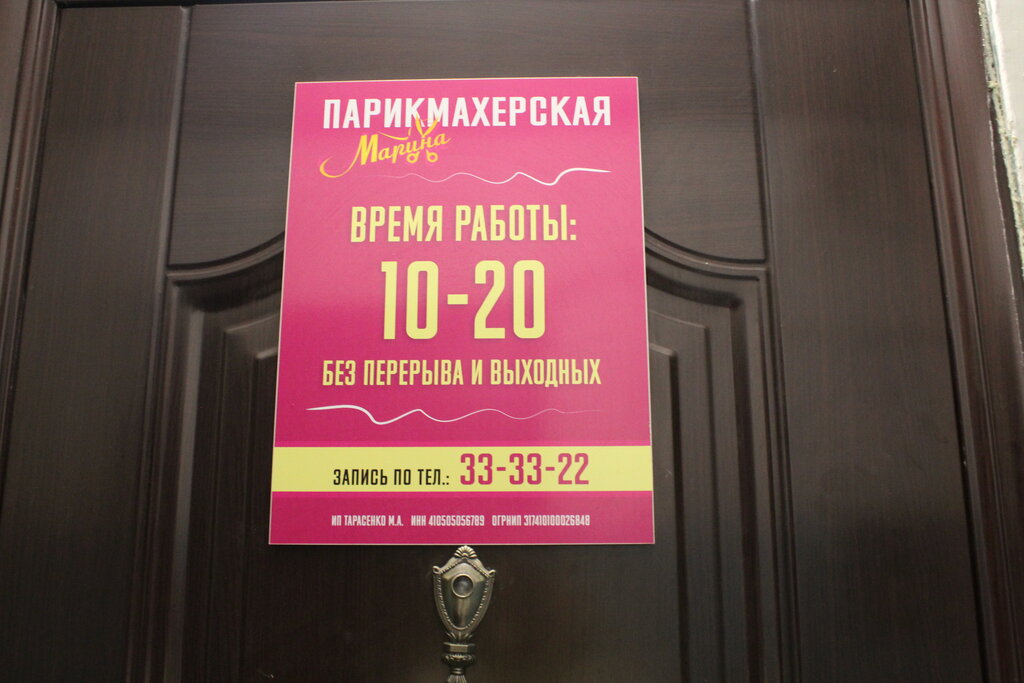 ПАРИКМАХЕРСКАЯ
Марина
ВРЕМЯ РАБОТЫ:
10-20
БЕЗ ПЕРЕРЫВА И ВЫХОДНЫХ
ЗАПИСЬ ПО ТЕЛ.: 33-33-22
ИП ТАРАСЕНКО М.А. ИНН 410505056789 ОГРНИП 317410100026848